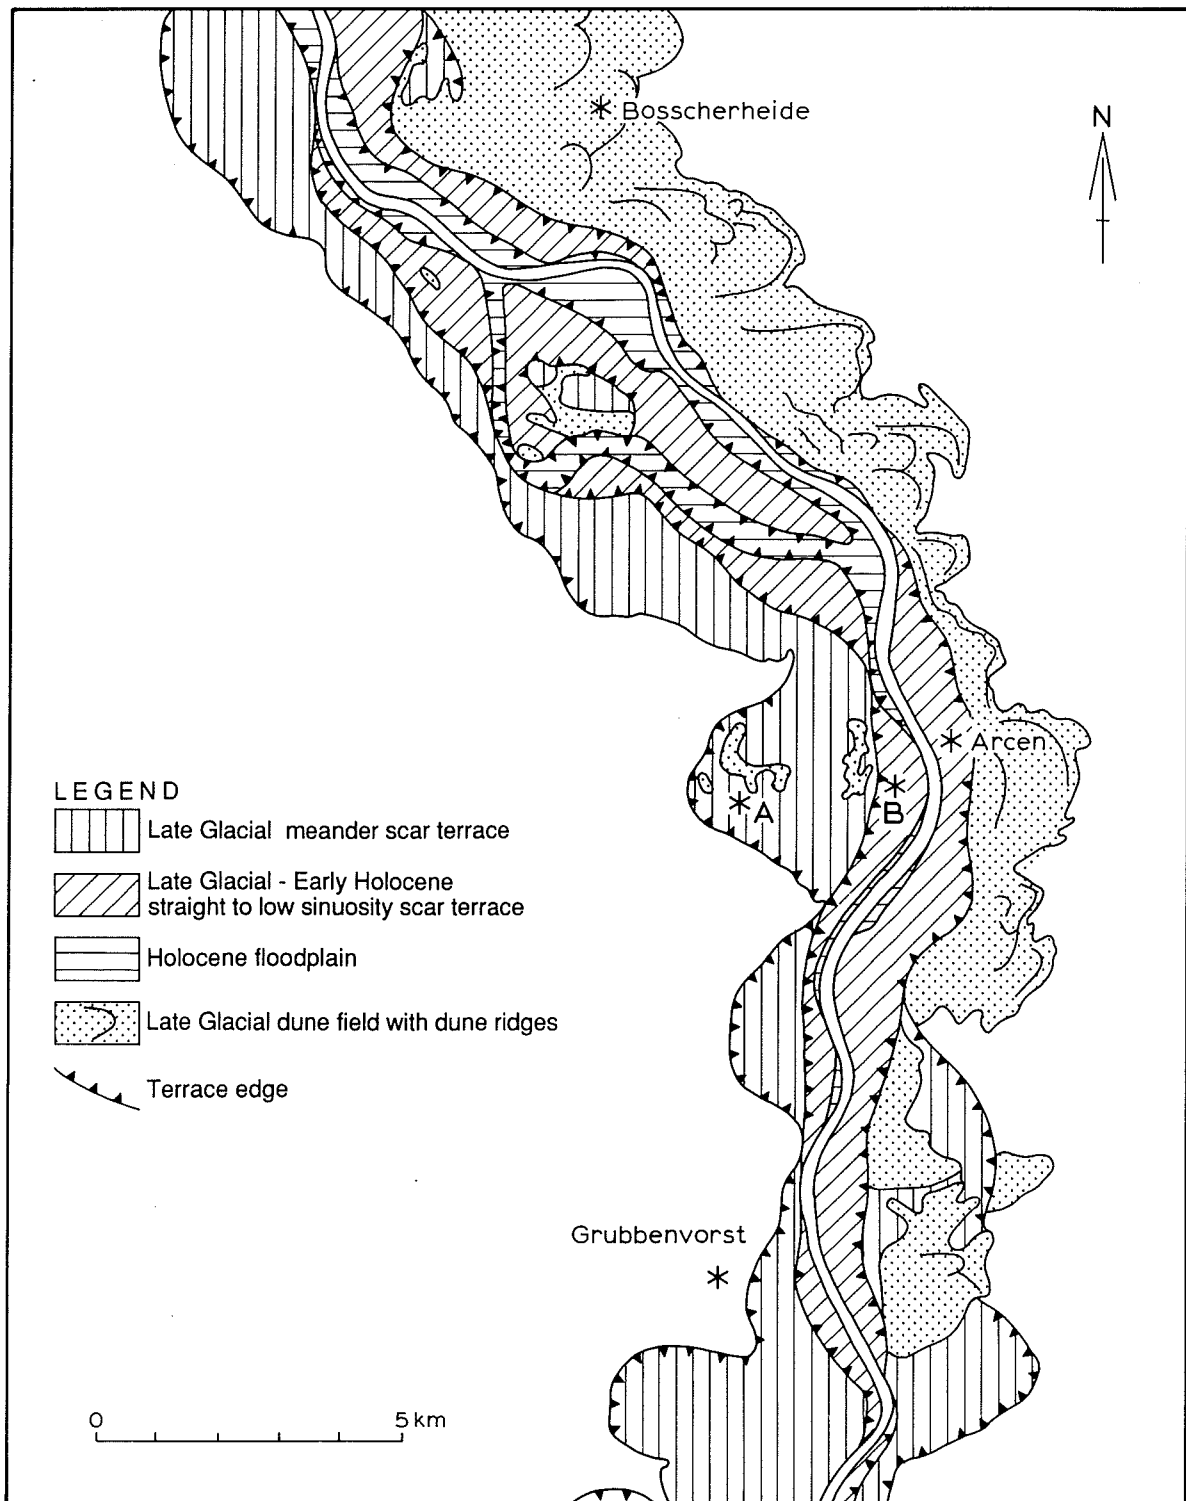 Bosscherheide
N
Arcen
A
B
LEGEND
Late Glacial meander scar terrace
Late Glacial - Early Holocene
straight to low sinuosity scar terrace
Holocene floodplain
Late Glacial dune field with dune ridges
Terrace edge
Grubbenvorst
0 5 km